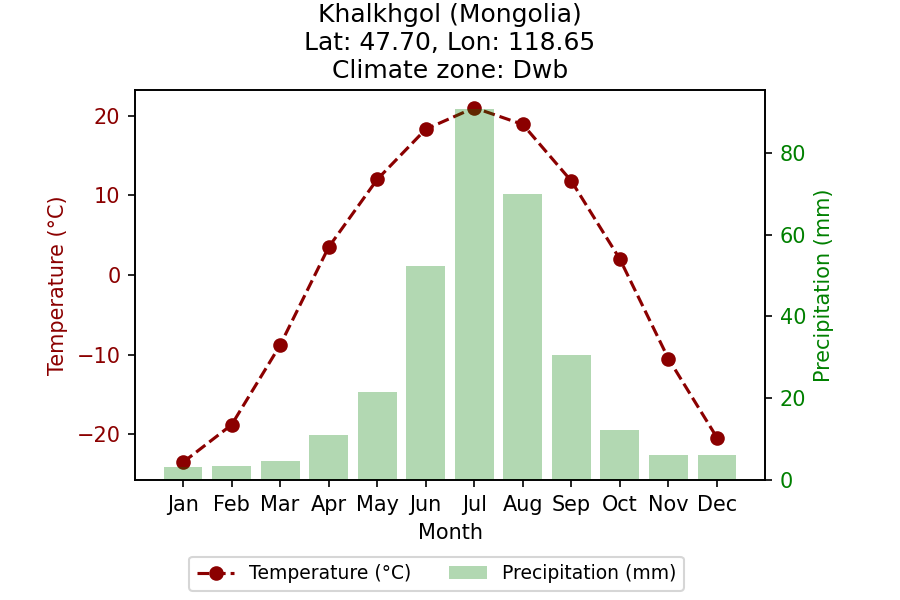 Khalkhgol (Mongolia)
Lat: 47.70, Lon: 118.65
Climate zone: Dwb
20
10
0
−10
−20
Temperature (°C)
80
60
40
20
0
Precipitation (mm)
Jan Feb Mar Apr May Jun Jul Aug Sep Oct Nov Dec
Month
Temperature (°C) Precipitation (mm)